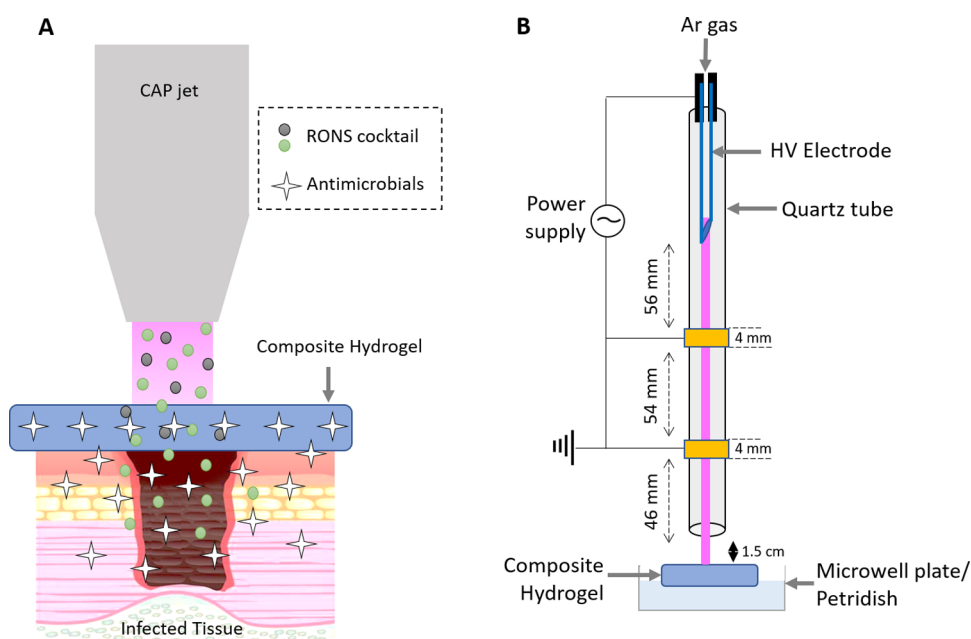 A
CAP jet
RONS cocktail
Antimicrobials
Composite Hydrogel
Infected Tissue
B
Ar gas
HV Electrode
Quartz tube
Power
supply
56 mm
4 mm
54 mm
4 mm
46 mm
1.5 cm
Composite
Hydrogel
Microwell plate/
Petridish